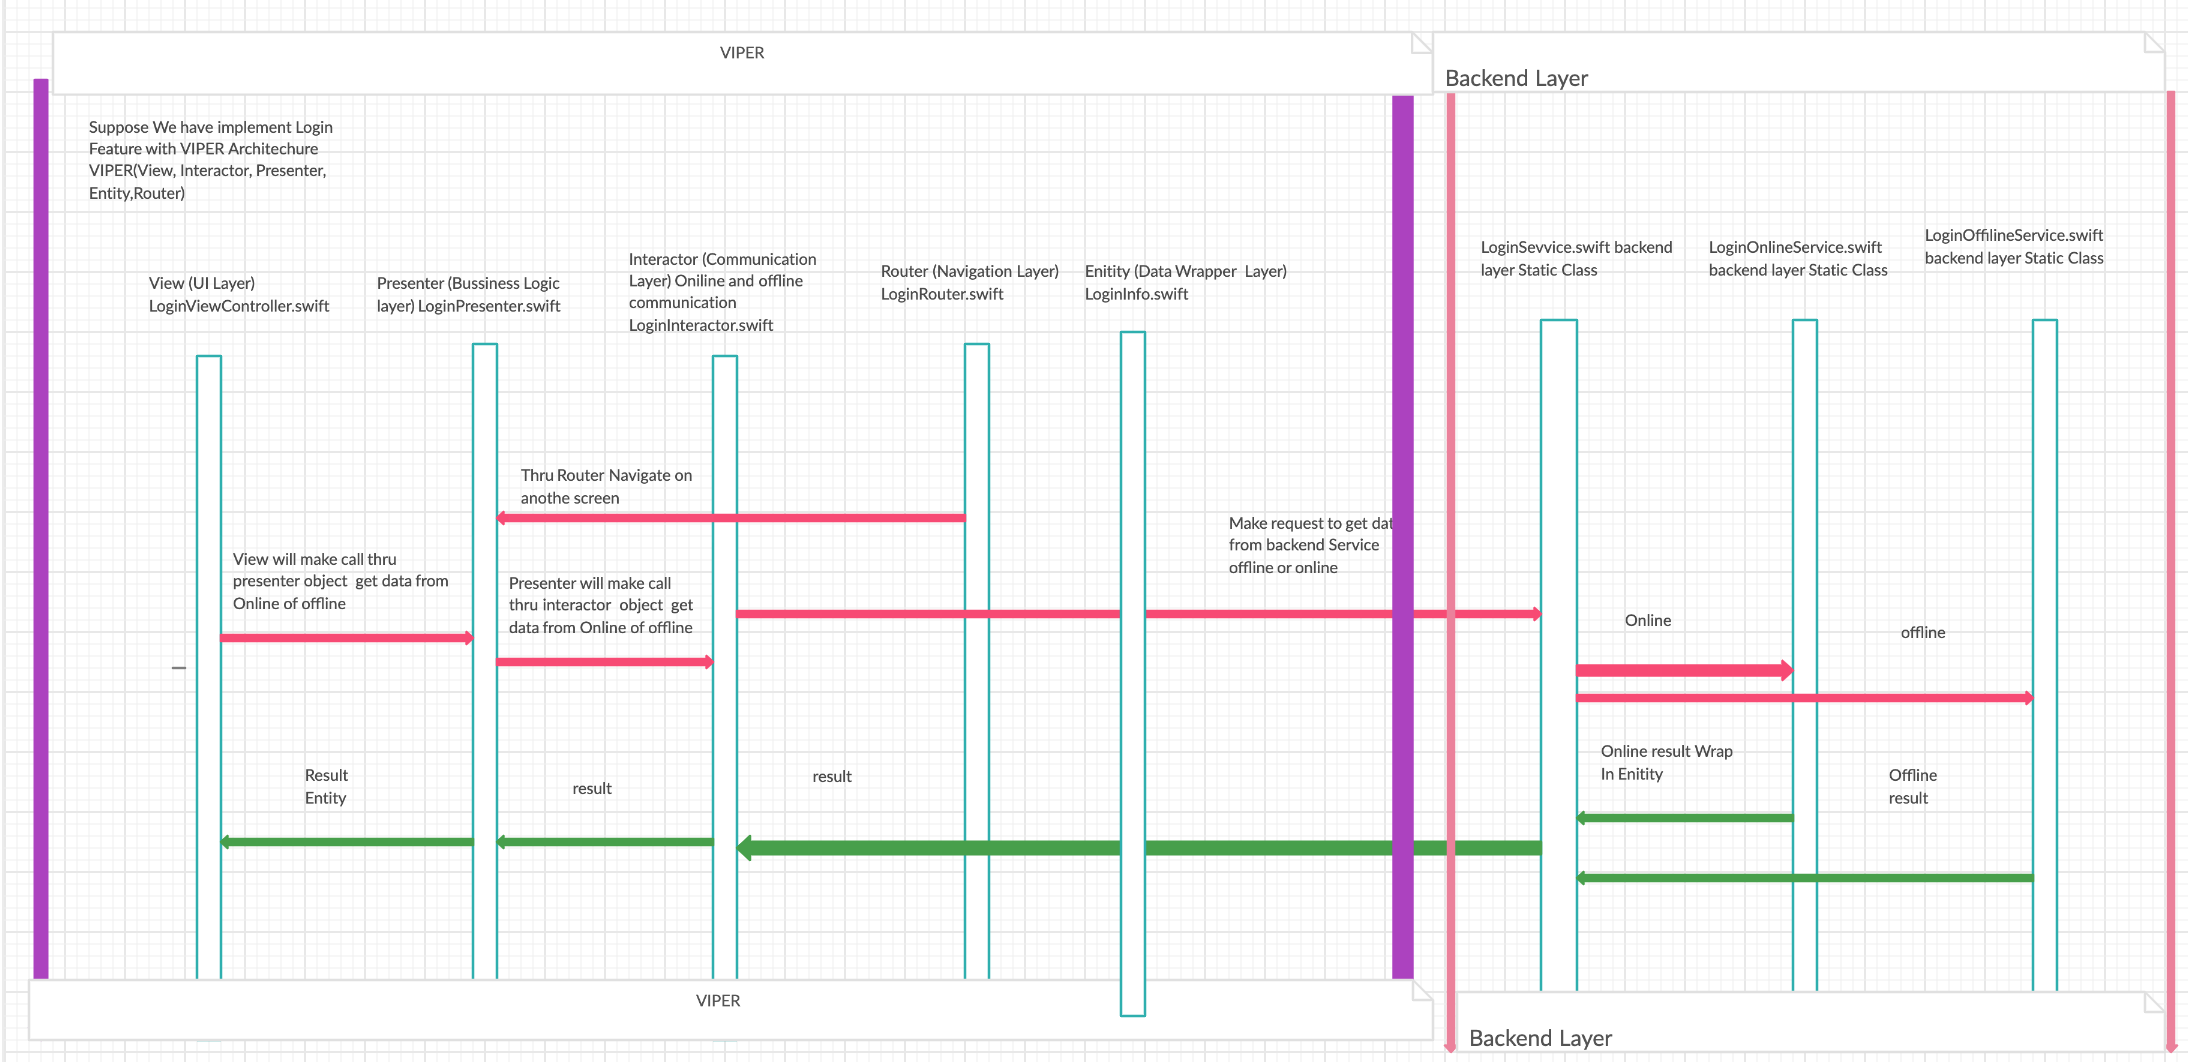 VIPER
Backend Layer
Suppose We have implement Login
Feature with VIPER Architechure
VIPER(View, Interactor, Presenter,
Entity,Router)
View (UI Layer)
LoginViewController.swift
Presenter (Bussiness Logic
layer) LoginPresenter.swift
Interactor (Communication
Layer) Oniline and offline
communication
LoginInteractor.swift
Router (Navigation Layer)
LoginRouter.swift
Enitity (Data Wrapper Layer)
LoginInfo.swift
LoginSevvice.swift backend
layer Static Class
LoginOnlineService.swift
backend layer Static Class
LoginOffilineService.swift
backend layer Static Class
Thru Router Navigate on
anothe screen
View will make call thru
presenter object get data from
Online of offline
Presenter will make call
thru interactor object get
data from Online of offline
Make request to get dat
from backend Service
offline or online
Online
offline
Result
Entity
result
result
Online result Wrap
In Enitity
Offline
result
VIPER
Backend Layer